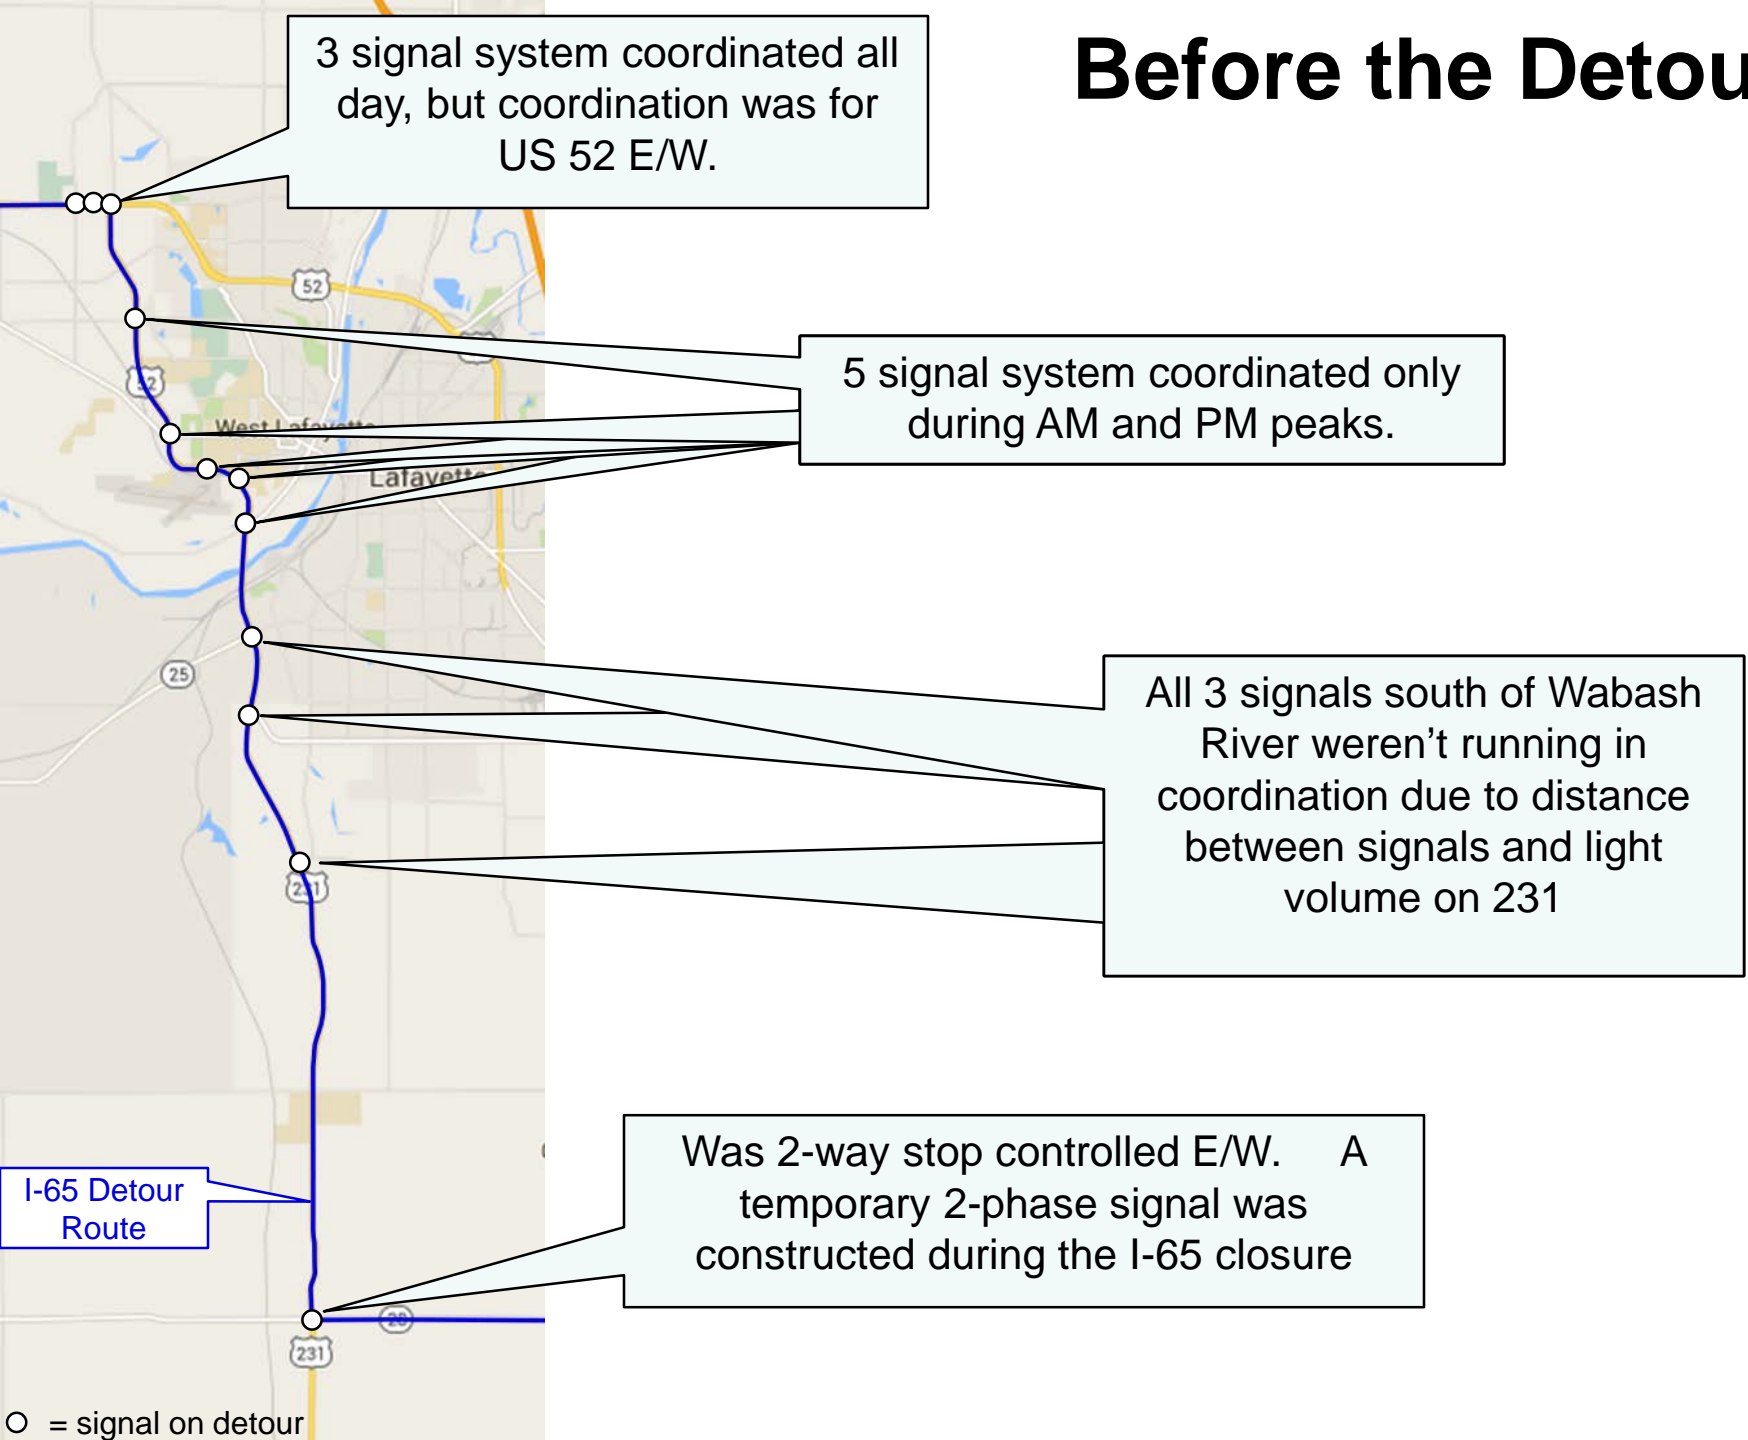 Before the Detou
3 signal system coordinated all
day, but coordination was for
US 52 E/W.
52
5 signal system coordinated only
during AM and PM peaks.
52
West Lafayette
Lafayette
All 3 signals south of Wabash
River weren't running in
coordination due to distance
between signals and light
volume on 231
25
231
Was 2-way stop controlled E/W. A
temporary 2-phase signal was
constructed during the I-65 closure
I-65 Detour
Route
28
231
= signal on detour